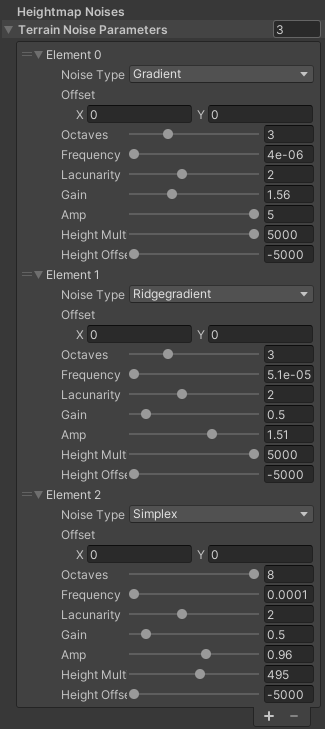 Heightmap Noises
Terrain Noise Parameters 3
Element 0
Noise Type Gradient
Offset
X 0 Y 0
Octaves 3
Frequency 4e-06
Lacunarity 2
Gain 1.56
Amp 5
Height Mult 5000
Height Offse -5000
Element 1
Noise Type Ridgegradient
Offset
X 0 Y 0
Octaves 3
Frequency 5.1e-05
Lacunarity 2
Gain 0.5
Amp 1.51
Height Mult 5000
Height Offse -5000
Element 2
Noise Type Simplex
Offset
X 0 Y 0
Octaves 8
Frequency 0.0001
Lacunarity 2
Gain 0.5
Amp 0.96
Height Mult 495
Height Offse -5000
+ −